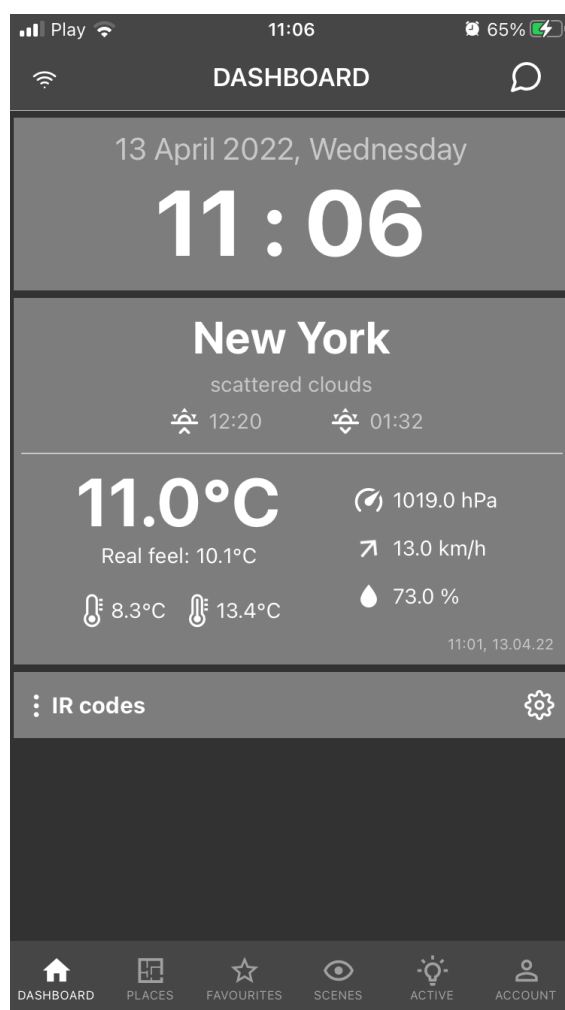 Play 11:06 65%
DASHBOARD
13 April 2022, Wednesday
11 : 06
New York
scattered clouds
12:20 01:32
11.0°C
1019.0 hPa
Real feel: 10.1°C
13.0 km/h
8.3°C 13.4°C
73.0 %
11:01, 13.04.22
IR codes
DASHBOARD PLACES FAVOURITES SCENES ACTIVE ACCOUNT